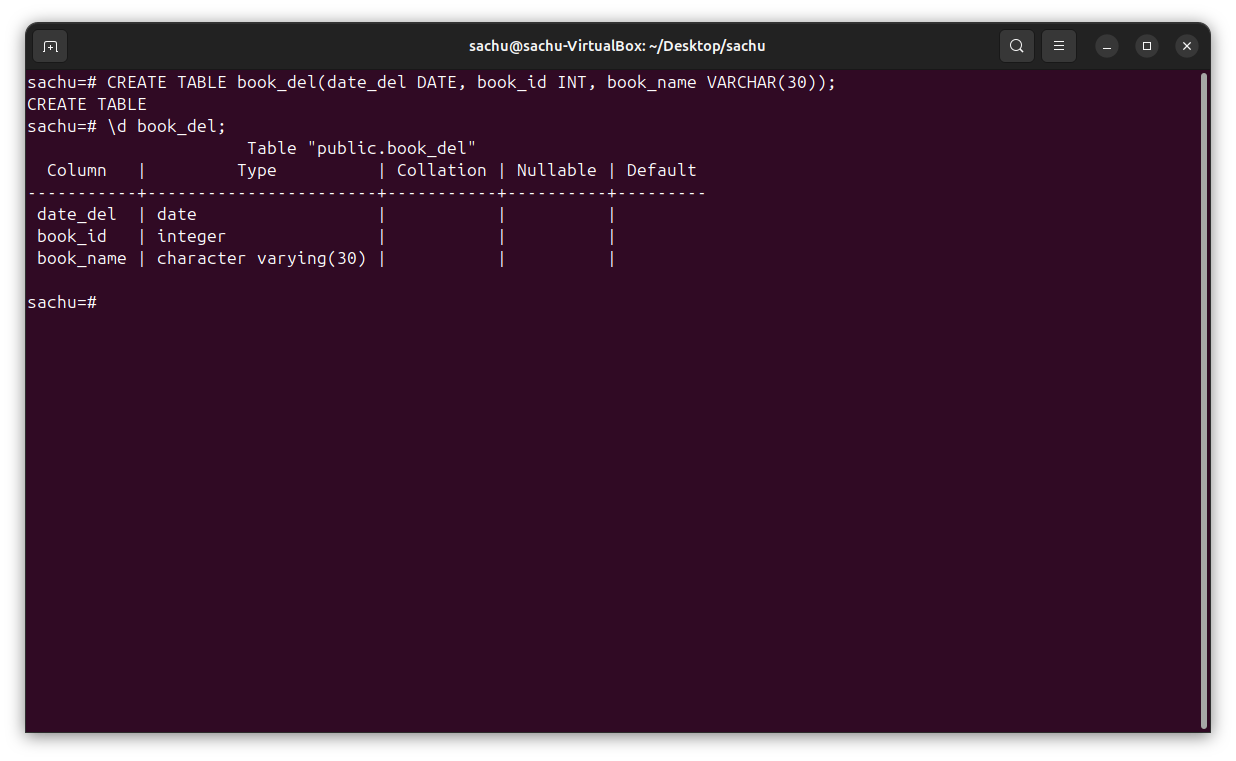 sachu@sachu-VirtualBox: ~/Desktop/sachu
sachu=# CREATE TABLE book_del(date_del DATE, book_id INT, book_name VARCHAR(30));
CREATE TABLE
sachu=# \d book_del;
                      Table "public.book_del"
  Column   |         Type          | Collation | Nullable | Default
-----------+-----------------------+-----------+----------+---------
 date_del  | date                  |           |          |
 book_id   | integer               |           |          |
 book_name | character varying(30) |           |          |
sachu=#